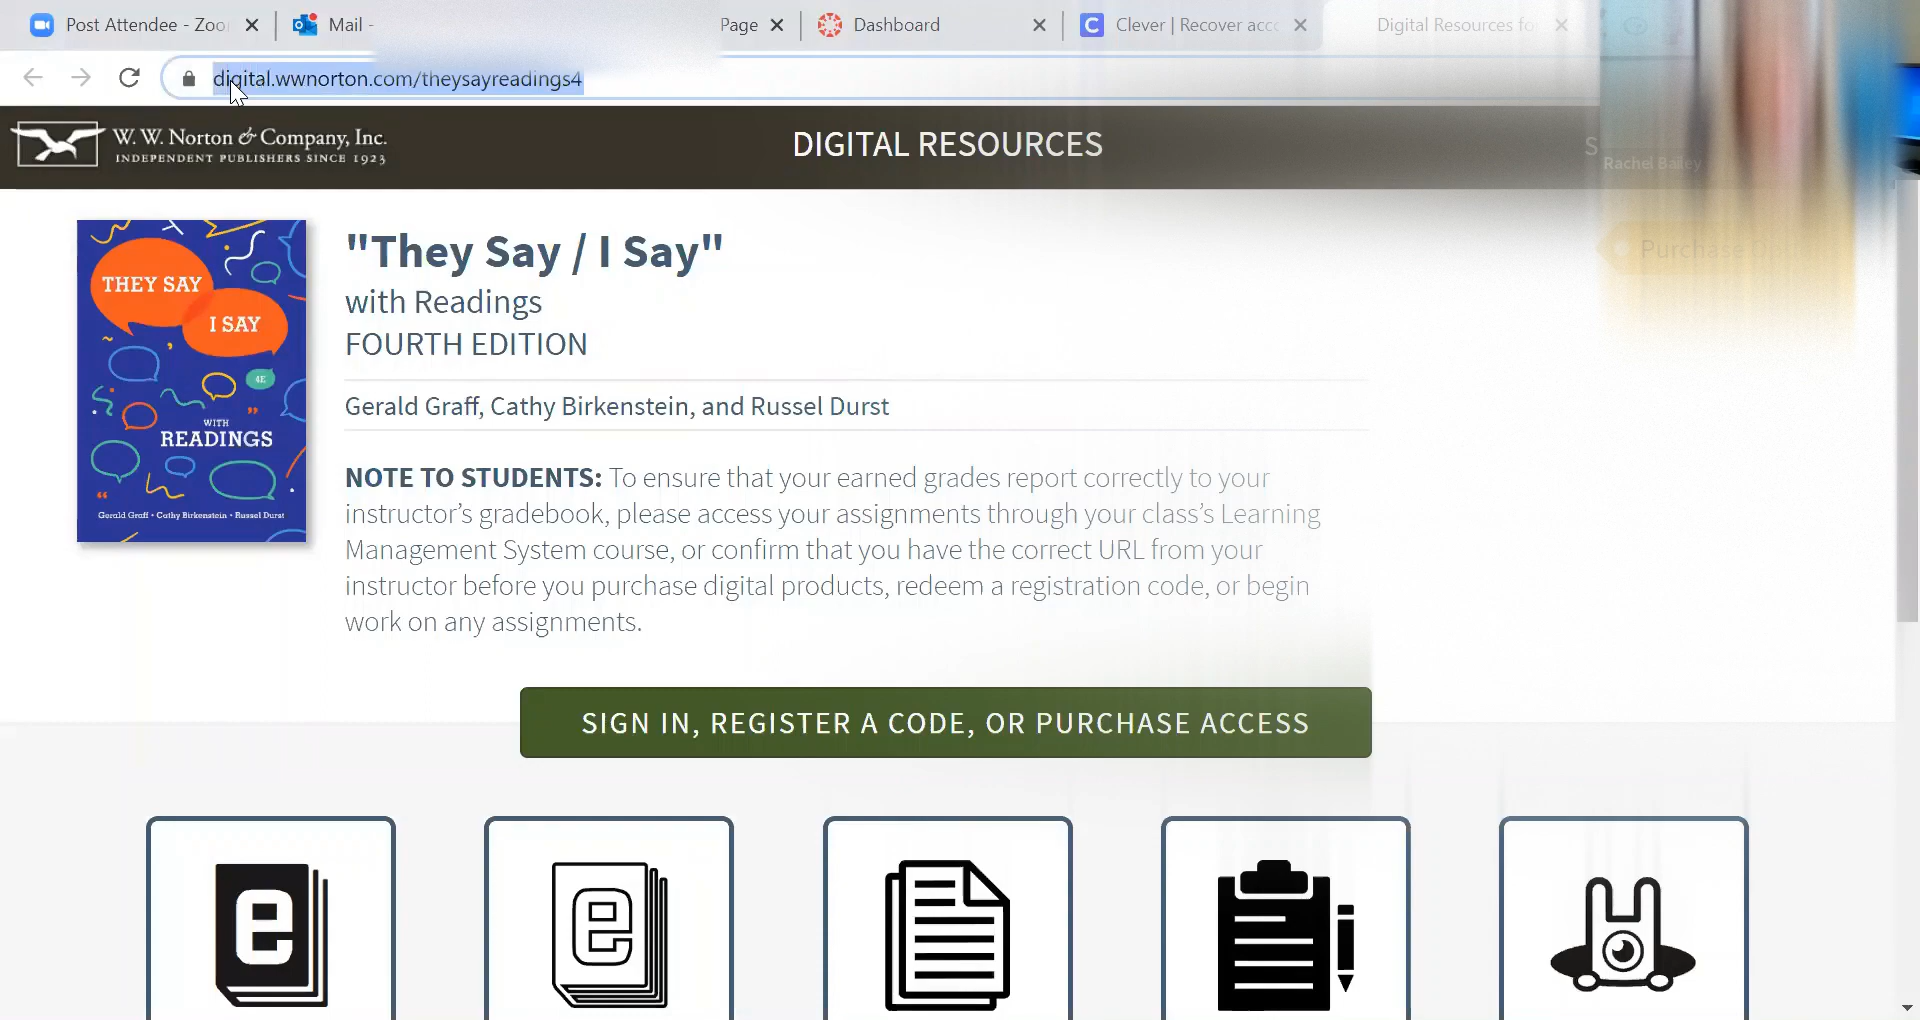 Post Attendee - Zoo
Mail -
Page
Dashboard
Clever | Recover acc
Digital Resources fo
digital.wwnorton.com/theysayreadings4
W. W. Norton & Company, Inc.
INDEPENDENT PUBLISHERS SINCE 1923
DIGITAL RESOURCES
S
Rachel Bailey
THEY SAY
I SAY
4E
WITH
READINGS
Gerald Graff • Cathy Birkenstein • Russel Durst
"They Say / I Say"
with Readings
FOURTH EDITION
Purchase
Gerald Graff, Cathy Birkenstein, and Russel Durst
NOTE TO STUDENTS: To ensure that your earned grades report correctly to your
instructor's gradebook, please access your assignments through your class's Learning
Management System course, or confirm that you have the correct URL from your
instructor before you purchase digital products, redeem a registration code, or begin
work on any assignments.
SIGN IN, REGISTER A CODE, OR PURCHASE ACCESS
e
e